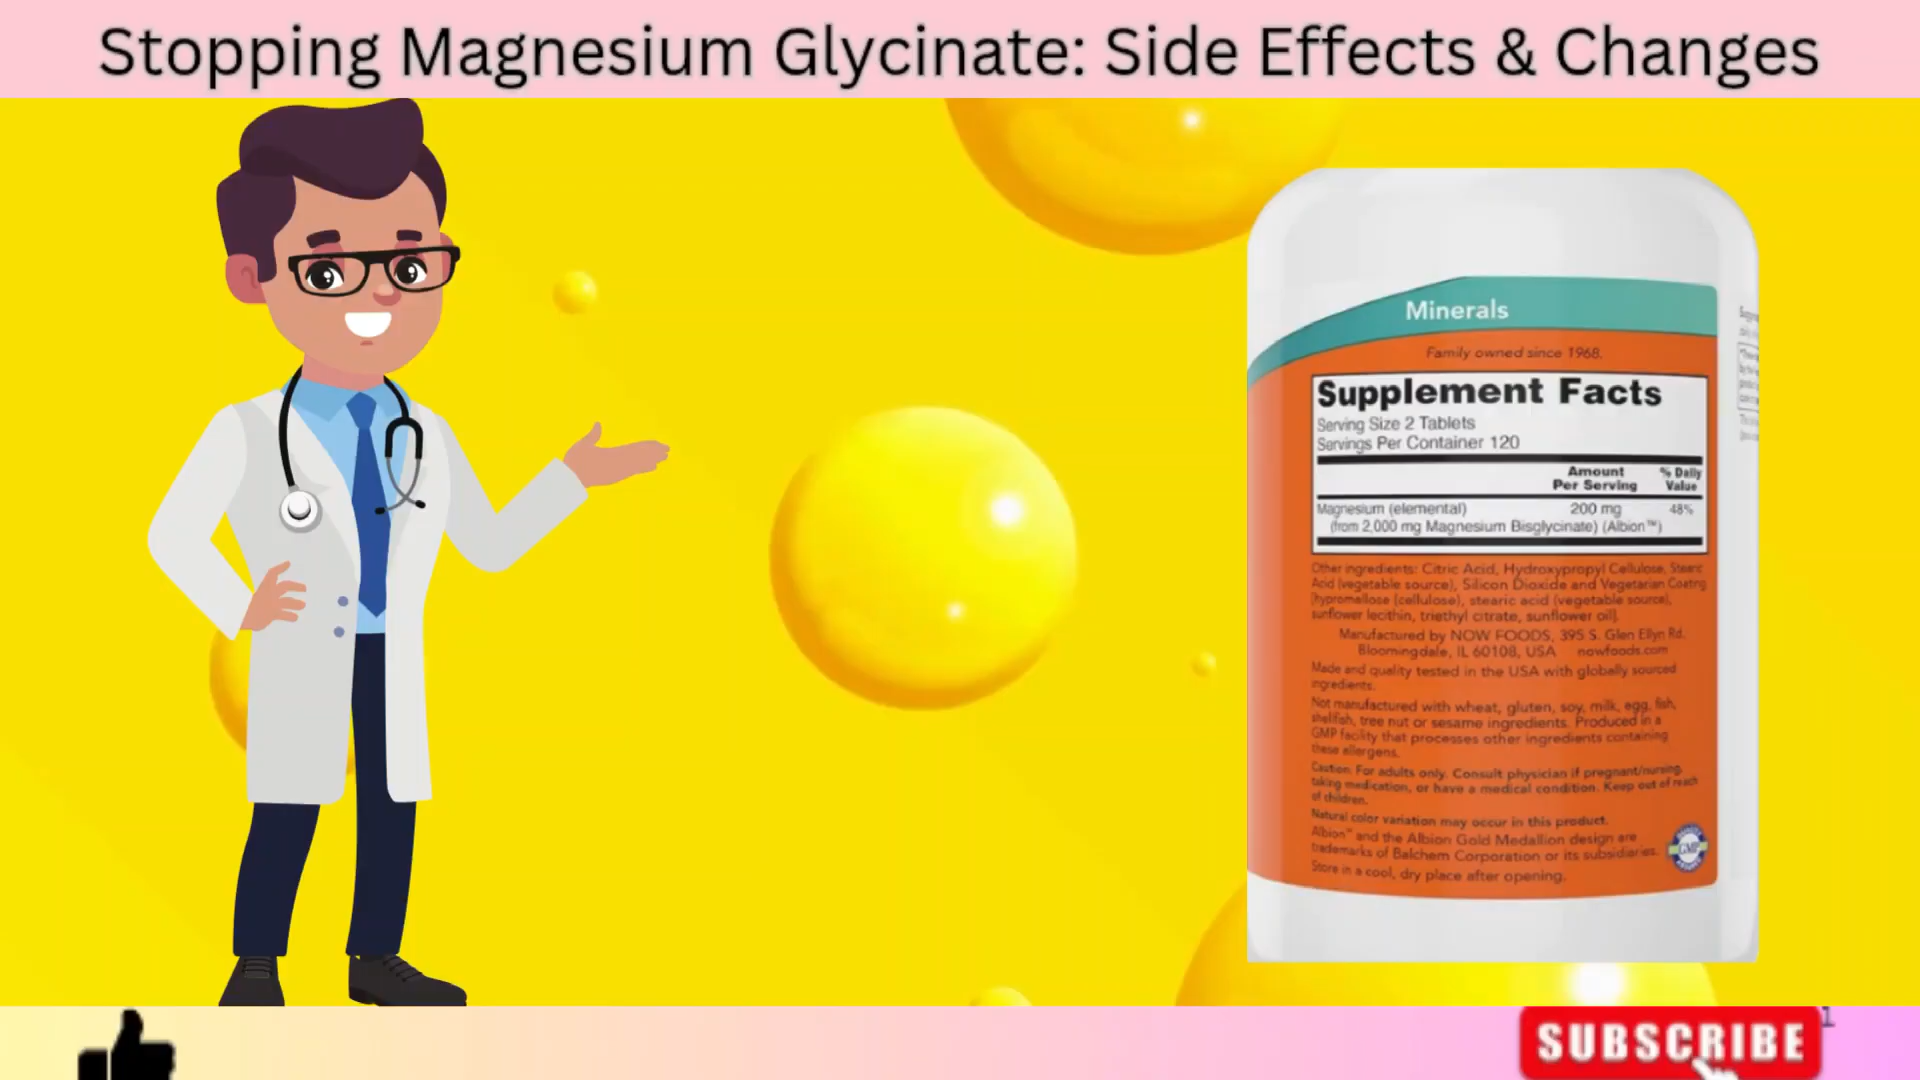 Stopping Magnesium Glycinate: Side Effects & Changes
Minerals
Family owned since 1968.
Supplement Facts
Serving Size 2 Tablets
Servings Per Container 120
Amount Per Serving
% Daily Value
Magnesium (elemental) 200 mg 48%
(from 2,000 mg Magnesium Bisglycinate) (Albion™)
Other ingredients: Citric Acid, Hydroxypropyl Cellulose, Stearic
Acid (vegetable source), Silicon Dioxide and Vegetarian Coating
[hypromellose (cellulose), stearic acid (vegetable source),
sunflower lecithin, triethyl citrate, sunflower oil].
Manufactured by NOW FOODS, 395 S. Glen Ellyn Rd.
Bloomingdale, IL 60108, USA nowfoods.com
Made and quality tested in the USA with globally sourced
ingredients.
Not manufactured with wheat, gluten, soy, milk, egg, fish,
shellfish, tree nut or sesame ingredients. Produced in a
GMP facility that processes other ingredients containing
these allergens.
Caution: For adults only. Consult physician if pregnant/nursing,
taking medication, or have a medical condition. Keep out of reach
of children.
Natural color variation may occur in this product.
Albion™ and the Albion Gold Medallion design are
trademarks of Balchem Corporation or its subsidiaries.
Store in a cool, dry place after opening.
GMP
SUBSCRIBE
1